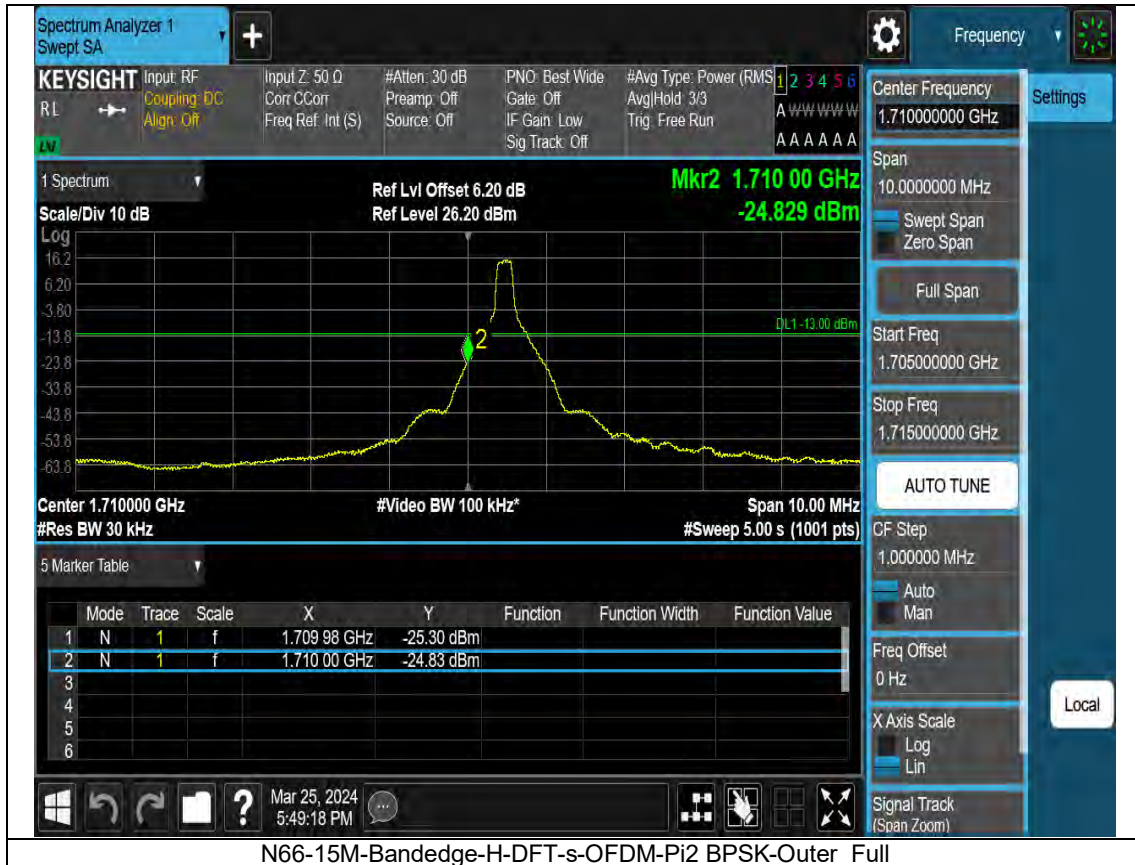 Spectrum Analyzer 1
Swept SA
Frequency
KEYSIGHT
RL
Input: RF
Coupling: DC
Align: Off
Input Z: 50 Ω
Corr CCorr
Freq Ref: Int (S)
#Atten: 30 dB
Preamp: Off
Source: Off
PNO: Best Wide
Gate: Off
IF Gain: Low
Sig Track: Off
#Avg Type: Power (RMS
Avg|Hold: 3/3
Trig: Free Run
1 2 3 4 5 6
A W W W W W
A A A A A A
1 Spectrum
Scale/Div 10 dB
Ref Lvl Offset 6.20 dB
Ref Level 26.20 dBm
Mkr2 1.710 00 GHz
-24.829 dBm
Log
16.2
6.20
-3.80
-13.8
-23.8
-33.8
-43.8
-53.8
-63.8
DL1 -13.00 dBm
2
Center 1.710000 GHz
#Res BW 30 kHz
#Video BW 100 kHz*
Span 10.00 MHz
#Sweep 5.00 s (1001 pts)
5 Marker Table
Mode Trace Scale X Y Function Function Width Function Value
1 N 1 f 1.709 98 GHz -25.30 dBm
2 N 1 f 1.710 00 GHz -24.83 dBm
3
4
5
6
Mar 25, 2024
5:49:18 PM
Center Frequency
1.710000000 GHz
Settings
Span
10.0000000 MHz
Swept Span
Zero Span
Full Span
Start Freq
1.705000000 GHz
Stop Freq
1.715000000 GHz
AUTO TUNE
CF Step
1.000000 MHz
Auto
Man
Freq Offset
0 Hz
Local
X Axis Scale
Log
Lin
Signal Track
(Span Zoom)
N66-15M-Bandedge-H-DFT-s-OFDM-Pi2 BPSK-Outer_Full